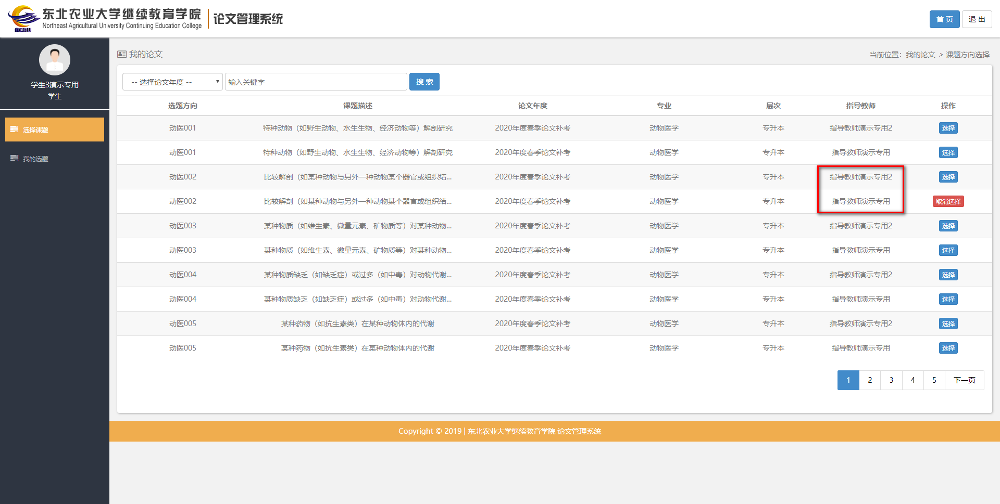 东北农业大学继续教育学院
Northeast Agricultural University Continuing Education College
论文管理系统
首 页
退 出
NEAU
学生3演示专用
学生
选择课题
我的选题
我的论文
当前位置：我的论文 > 课题方向选择
-- 选择论文年度 --
输入关键字
搜 索
选题方向 课题描述 论文年度 专业 层次 指导教师 操作
动医001 特种动物（如野生动物、水生生物、经济动物等）解剖研究 2020年度春季论文补考 动物医学 专升本 指导教师演示专用2 选择
动医001 特种动物（如野生动物、水生生物、经济动物等）解剖研究 2020年度春季论文补考 动物医学 专升本 指导教师演示专用 选择
动医002 比较解剖（如某种动物与另外一种动物某个器官或组织结... 2020年度春季论文补考 动物医学 专升本 指导教师演示专用2 选择
动医002 比较解剖（如某种动物与另外一种动物某个器官或组织结... 2020年度春季论文补考 动物医学 专升本 指导教师演示专用 取消选择
动医003 某种物质（如维生素、微量元素、矿物质等）对某种动物... 2020年度春季论文补考 动物医学 专升本 指导教师演示专用2 选择
动医003 某种物质（如维生素、微量元素、矿物质等）对某种动物... 2020年度春季论文补考 动物医学 专升本 指导教师演示专用 选择
动医004 某种物质缺乏（如缺乏症）或过多（如中毒）对动物代谢... 2020年度春季论文补考 动物医学 专升本 指导教师演示专用2 选择
动医004 某种物质缺乏（如缺乏症）或过多（如中毒）对动物代谢... 2020年度春季论文补考 动物医学 专升本 指导教师演示专用 选择
动医005 某种药物（如抗生素类）在某种动物体内的代谢 2020年度春季论文补考 动物医学 专升本 指导教师演示专用2 选择
动医005 某种药物（如抗生素类）在某种动物体内的代谢 2020年度春季论文补考 动物医学 专升本 指导教师演示专用 选择
1 2 3 4 5 下一页
Copyright © 2019 | 东北农业大学继续教育学院 论文管理系统